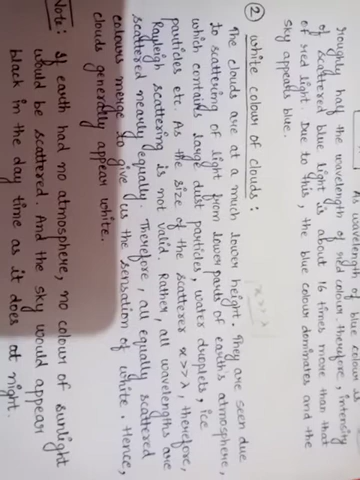 As wavelength of blue colour is
roughly half the wavelength of red colour therefore, intensity
of scattered blue light is about 16 times more than that
of red light. Due to this, the blue colour dominates and the
sky appears blue.
x>>λ
② white colour of clouds:
The clouds are at a much lower height. They are seen due
to scattering of light from lower parts of earth's atmosphere,
which contains large dust particles, water droplets, ice
particles etc. As the size of the scatterer x>>λ, therefore,
Rayleigh scattering is not valid. Rather, all wavelengths are
scattered nearly equally. Therefore, all equally scattered
colours merge to give us the sensation of white. Hence,
clouds generally appear white.
Note: If earth had no atmosphere, no colour of sunlight
would be scattered. And the sky would appear
black in the day time as it does at night.